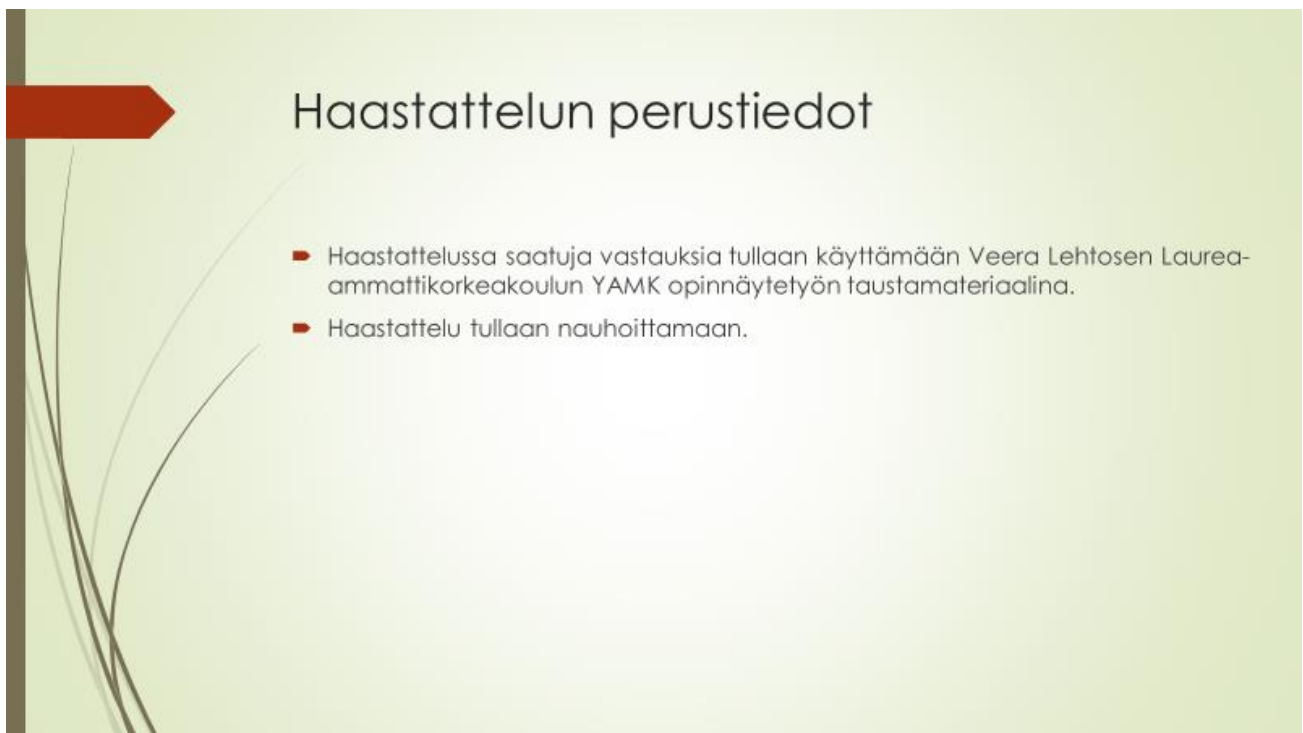 Haastattelun perustiedot
Haastattelussa saatuja vastauksia tullaan käyttämään Veera Lehtosen Laurea-
ammattikorkeakoulun YAMK opinnäytetyön taustamateriaalina.
Haastattelu tullaan nauhoittamaan.